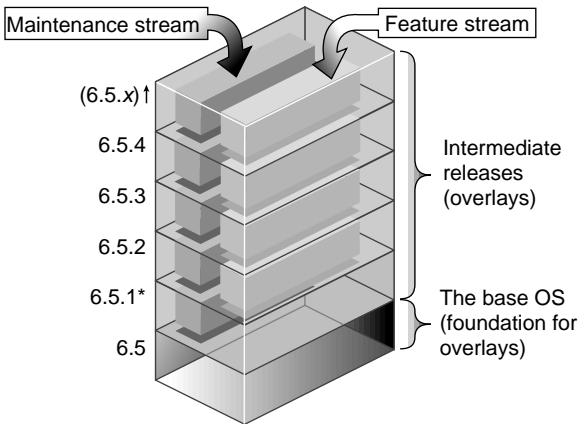 Maintenance stream
Feature stream
(6.5.x)
6.5.4
6.5.3
6.5.2
6.5.1*
6.5
Intermediate
releases
(overlays)
The base OS
(foundation for
overlays)